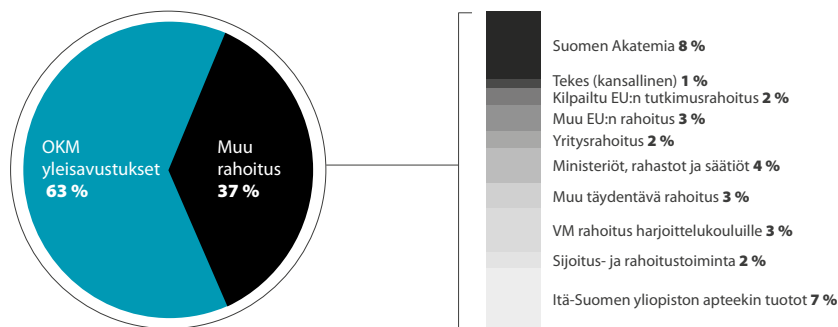 OKM
yleisavustukset
63 %
Muu
rahoitus
37 %
Suomen Akatemia 8 %
Tekes (kansallinen) 1 %
Kilpailtu EU:n tutkimusrahoitus 2 %
Muu EU:n rahoitus 3 %
Yritysrahoitus 2 %
Ministeriöt, rahastot ja säätiöt 4 %
Muu täydentävä rahoitus 3 %
VM rahoitus harjoittelukouluille 3 %
Sijoitus- ja rahoitustoiminta 2 %
Itä-Suomen yliopiston apteekin tuotot 7 %